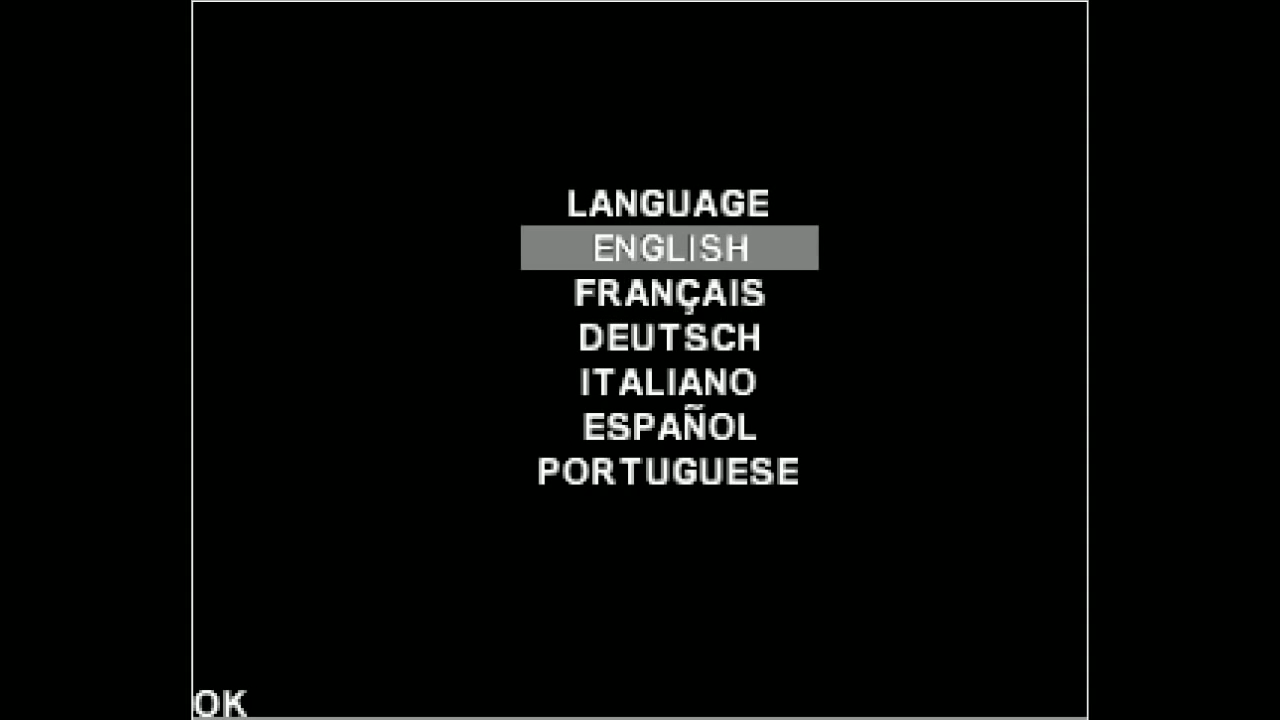 LANGUAGE
ENGLISH
FRANÇAIS
DEUTSCH
ITALIANO
ESPAÑOL
PORTUGUESE
OK